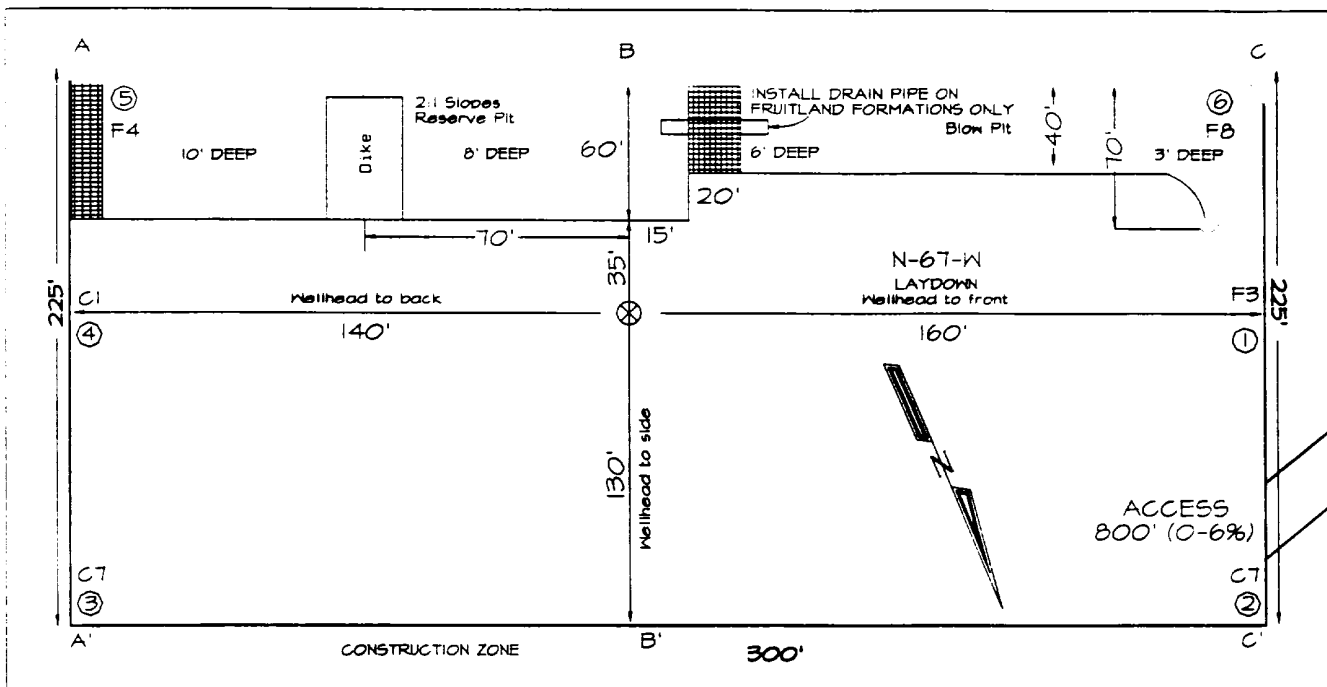 A
B
C
⑤
F4
10' DEEP
Dike
2:1 Slopes
Reserve Pit
8' DEEP
60'
INSTALL DRAIN PIPE ON
FRUITLAND FORMATIONS ONLY
Blow Pit
6' DEEP
40'
70'
⑥
F8
3' DEEP
20'
70'
15'
35'
N-67-W
LAYDOWN
Wellhead to front
Wellhead to back
225'
C1
④
140'
160'
F3
①
225'
130'
Wellhead to side
N
ACCESS
800' (0-6%)
C7
③
C7
②
A'
B'
C'
CONSTRUCTION ZONE
300'